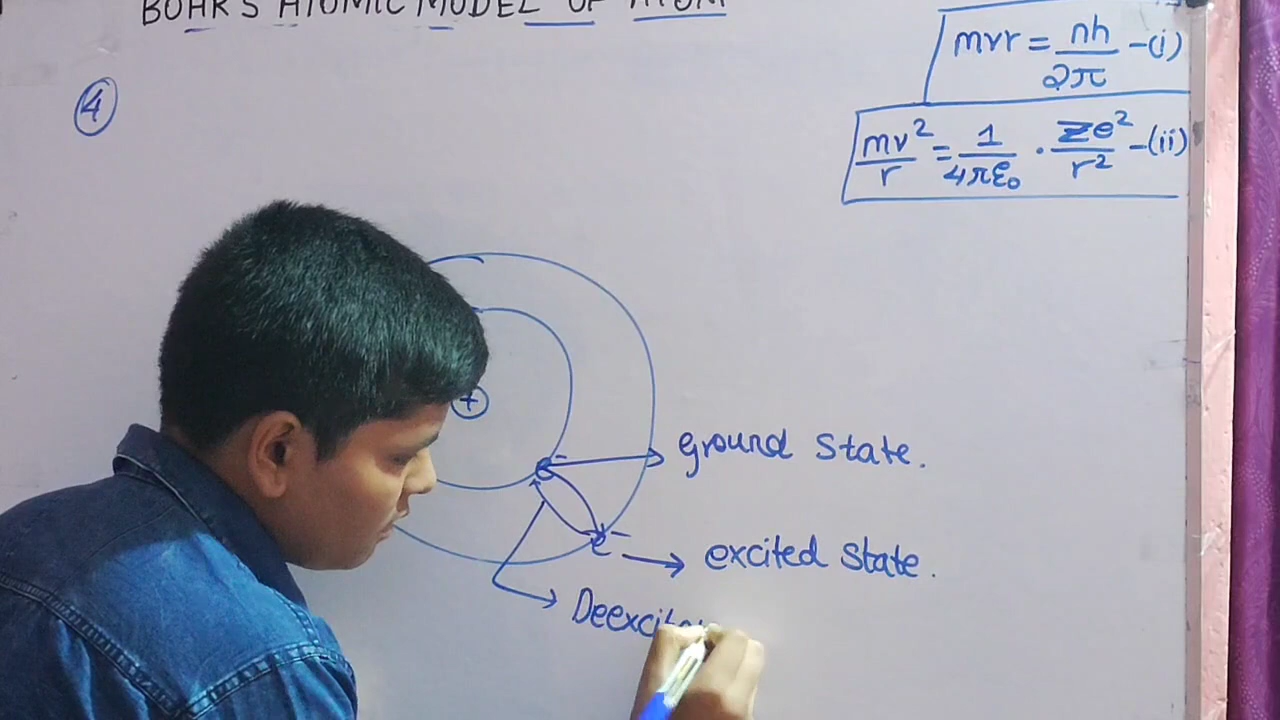 BOHR'S ATOMIC MODEL OF ATOM
mvr = nh/2π -(i)
mv²/r = 1/4πε₀ · Ze²/r² -(ii)
4
+
e⁻ ground state.
e⁻ excited state.